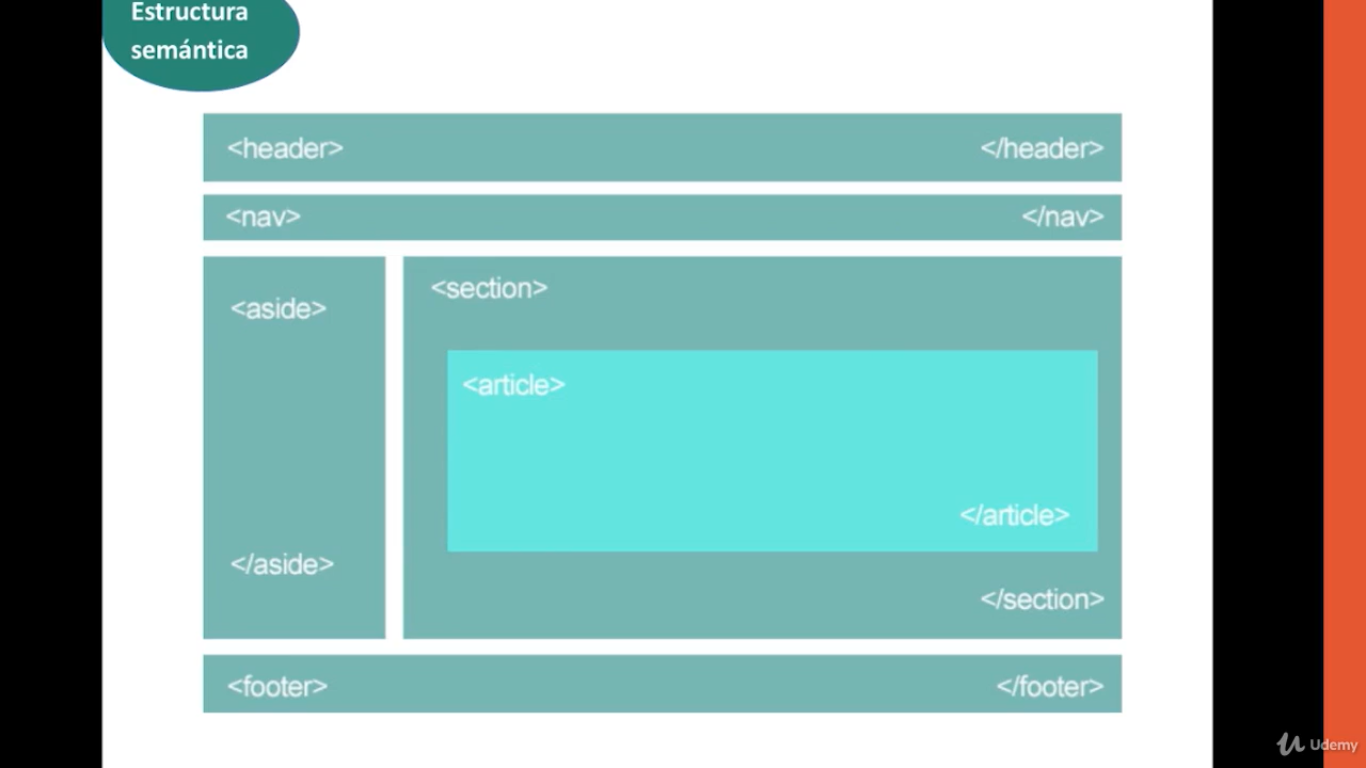 Estructura
semántica
<header> </header>
<nav> </nav>
<aside>
</aside>
<section>
<article>
</article>
</section>
<footer> </footer>
Udemy